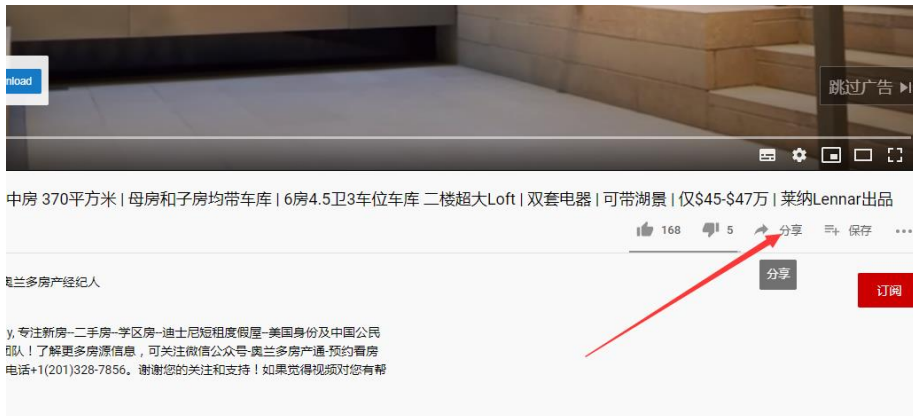 nload
跳过广告
中房 370平方米 | 母房和子房均带车库 | 6房4.5卫3车位车库 二楼超大Loft | 双套电器 | 可带湖景 | 仅$45-$47万 | 莱纳Lennar出品
168 5 分享 保存
分享
奥兰多房产经纪人
订阅
y, 专注新房--二手房--学区房--迪士尼短租度假屋--美国身份及中国公民
团队！了解更多房源信息，可关注微信公众号-奥兰多房产通-预约看房
电话+1(201)328-7856。谢谢您的关注和支持！如果觉得视频对您有帮